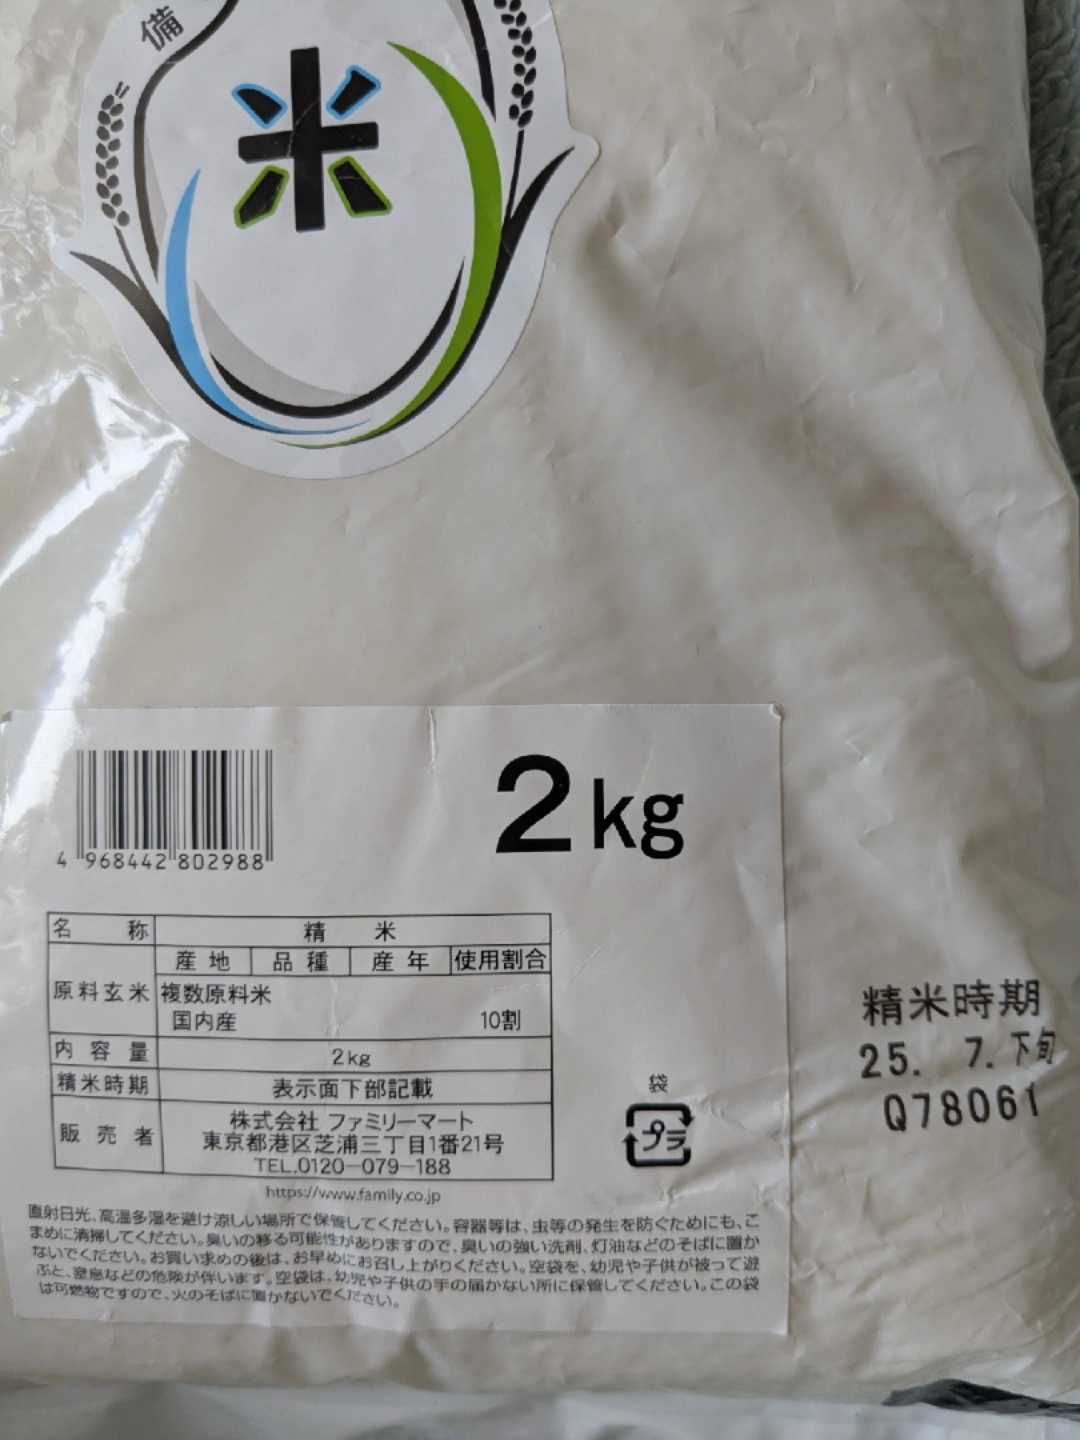 備
米
2kg
4 968442 802988
名称 精米
産地 品種 産年 使用割合
原料玄米 複数原料米
国内産 10割
内容量 2kg
精米時期 表示面下部記載
販売者 株式会社 ファミリーマート
東京都港区芝浦三丁目1番21号
TEL.0120-079-188
https://www.family.co.jp
袋
プラ
精米時期
25. 7. 下旬
Q78061
直射日光、高温多湿を避け涼しい場所で保管してください。容器等は、虫等の発生を防ぐためにも、こ
まめに清掃してください。臭いの移る可能性がありますので、臭いの強い洗剤、灯油などのそばに置か
ないでください。お買い求めの後は、お早めにお召し上がりください。空袋を、幼児や子供が被って遊
ぶと、窒息などの危険が伴います。空袋は、幼児や子供の手の届かない所に保管してください。この袋
は可燃物ですので、火のそばに置かないでください。